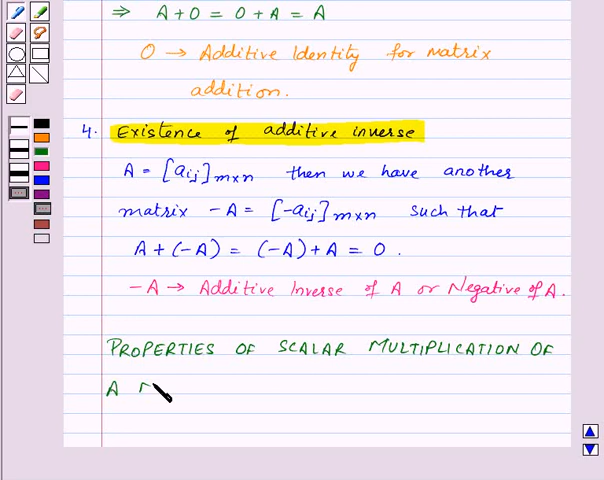 ⇒ A + O = O + A = A
O → Additive Identity for matrix
addition.
4. Existence of additive inverse
A = [aij]m×n then we have another
matrix -A = [-aij]m×n such that
A + (-A) = (-A) + A = O.
-A → Additive Inverse of A or Negative of A.
PROPERTIES OF SCALAR MULTIPLICATION OF
A